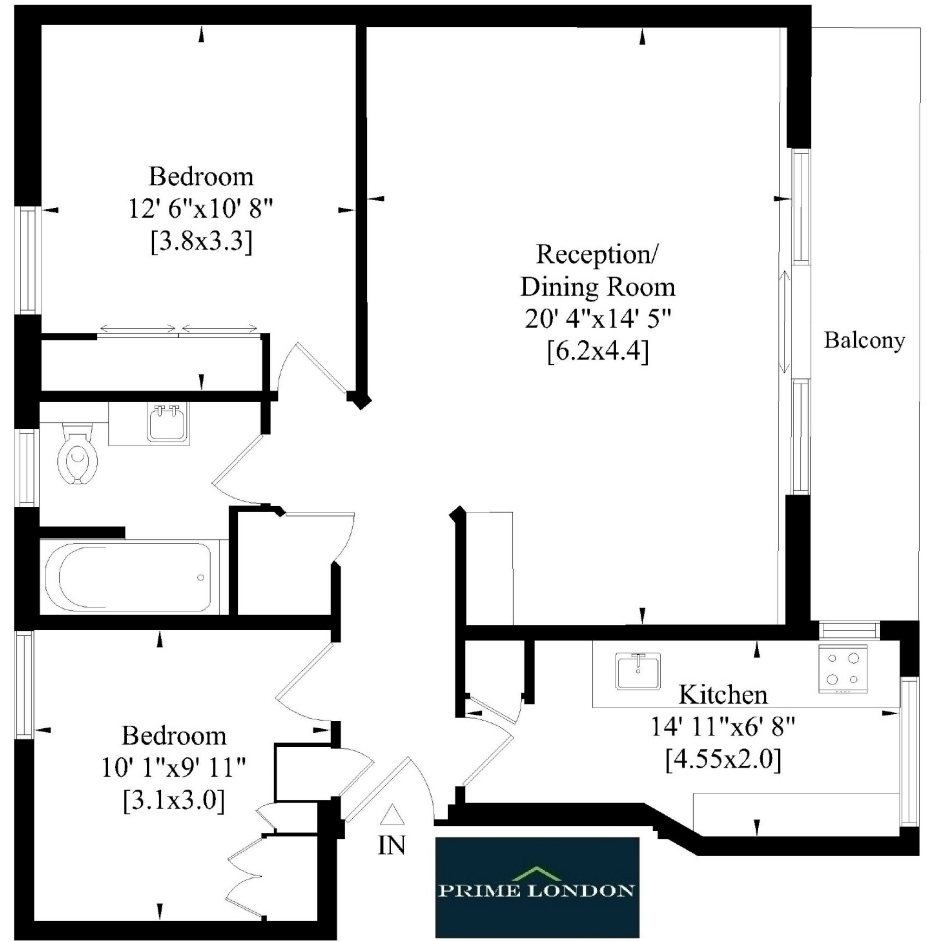 Bedroom
12' 6"x10' 8"
[3.8x3.3]
Reception/
Dining Room
20' 4"x14' 5"
[6.2x4.4]
Balcony
Kitchen
14' 11"x6' 8"
[4.55x2.0]
Bedroom
10' 1"x9' 11"
[3.1x3.0]
IN
PRIME LONDON